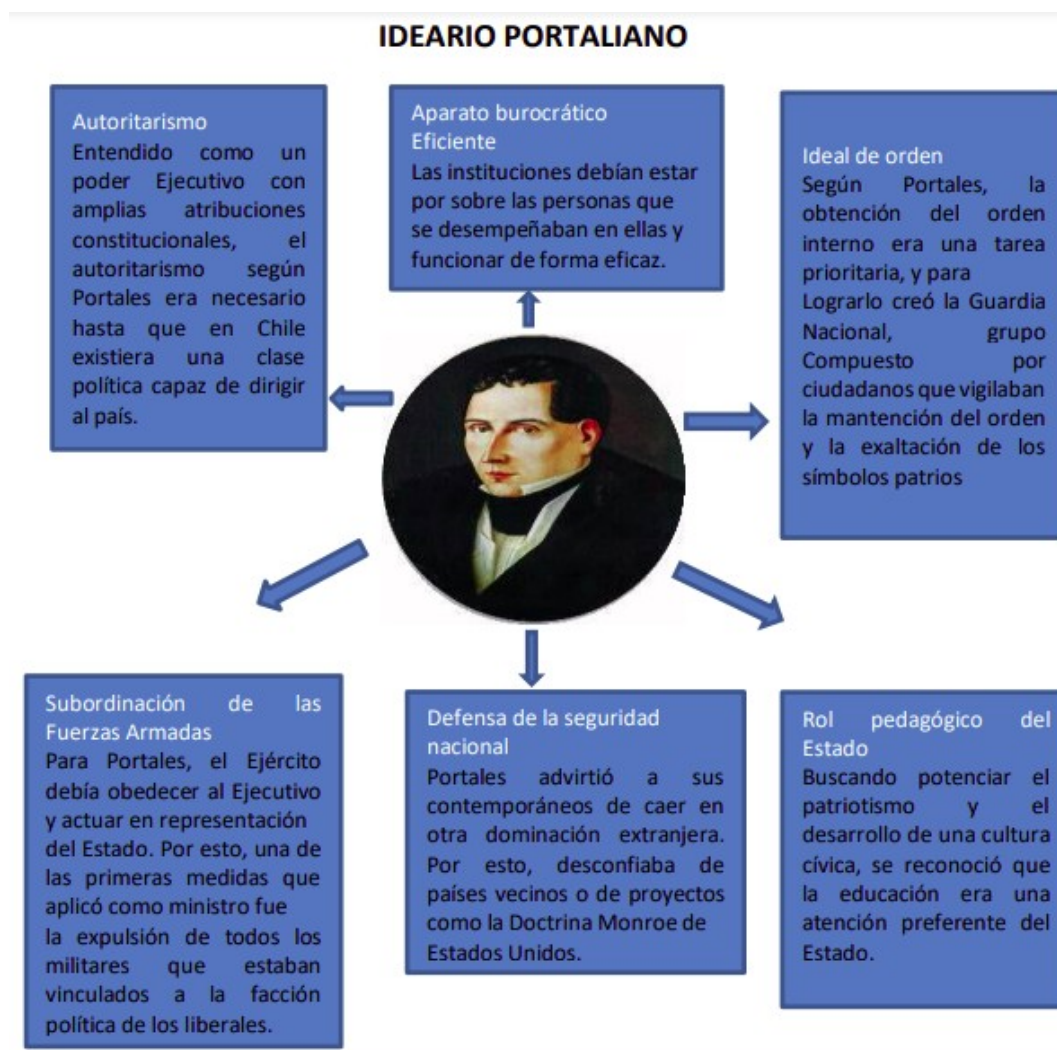 IDEARIO PORTALIANO
Autoritarismo
Entendido como un
poder Ejecutivo con
amplias atribuciones
constitucionales, el
autoritarismo según
Portales era necesario
hasta que en Chile
existiera una clase
política capaz de dirigir
al país.
Aparato burocrático
Eficiente
Las instituciones debían estar
por sobre las personas que
se desempeñaban en ellas y
funcionar de forma eficaz.
Ideal de orden
Según Portales, la
obtención del orden
interno era una tarea
prioritaria, y para
Lograrlo creó la Guardia
Nacional, grupo
Compuesto por
ciudadanos que vigilaban
la mantención del orden
y la exaltación de los
símbolos patrios
Subordinación de las
Fuerzas Armadas
Para Portales, el Ejército
debía obedecer al Ejecutivo
y actuar en representación
del Estado. Por esto, una de
las primeras medidas que
aplicó como ministro fue
la expulsión de todos los
militares que estaban
vinculados a la facción
política de los liberales.
Defensa de la seguridad
nacional
Portales advirtió a sus
contemporáneos de caer en
otra dominación extranjera.
Por esto, desconfiaba de
países vecinos o de proyectos
como la Doctrina Monroe de
Estados Unidos.
Rol pedagógico del
Estado
Buscando potenciar el
patriotismo y el
desarrollo de una cultura
cívica, se reconoció que
la educación era una
atención preferente del
Estado.